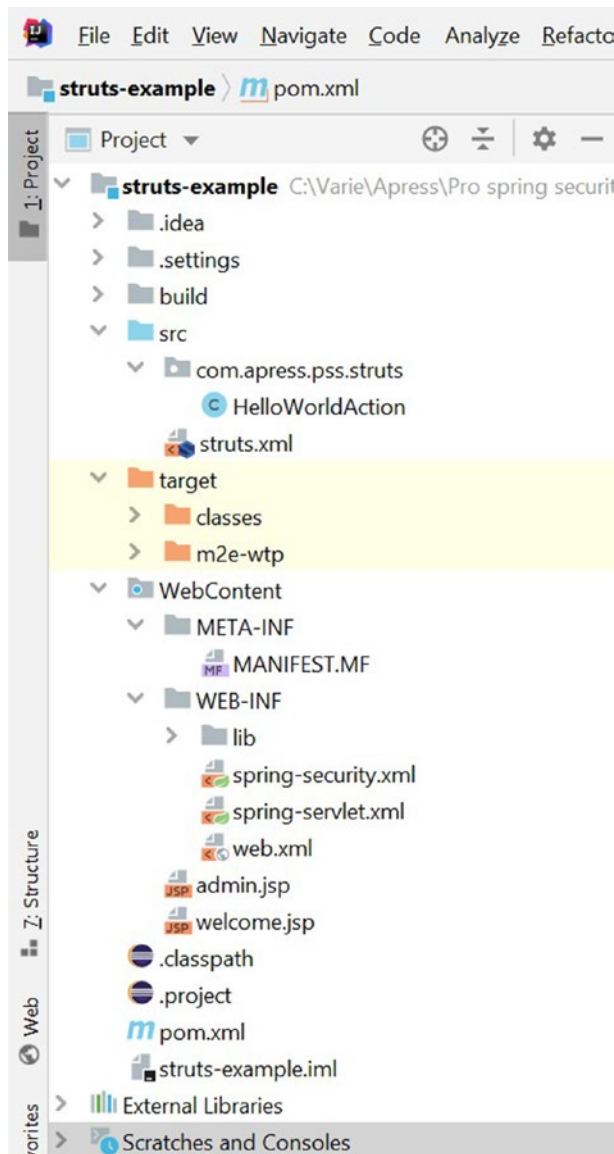 File Edit View Navigate Code Analyze Refacto
struts-example pom.xml
Project
1: Project
struts-example C:\Varie\Apress\Pro spring securit
.idea
.settings
build
src
com.apress.pss.struts
HelloWorldAction
struts.xml
target
classes
m2e-wtp
WebContent
META-INF
MANIFEST.MF
WEB-INF
lib
spring-security.xml
spring-servlet.xml
web.xml
admin.jsp
welcome.jsp
.classpath
.project
pom.xml
struts-example.iml
External Libraries
Scratches and Consoles
7: Structure
Web
vorites